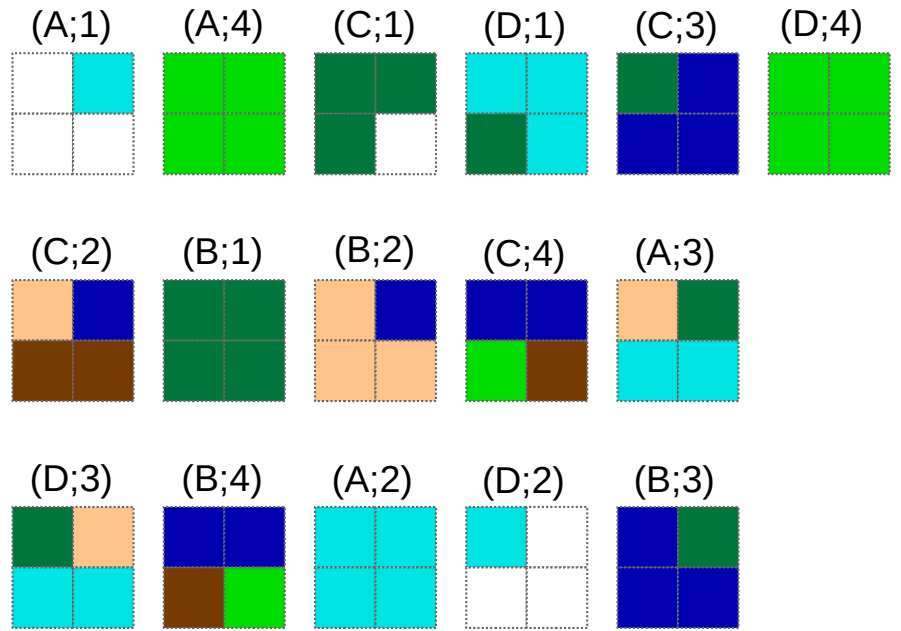 (A;1) (A;4) (C;1) (D;1) (C;3) (D;4)
(C;2) (B;1) (B;2) (C;4) (A;3)
(D;3) (B;4) (A;2) (D;2) (B;3)